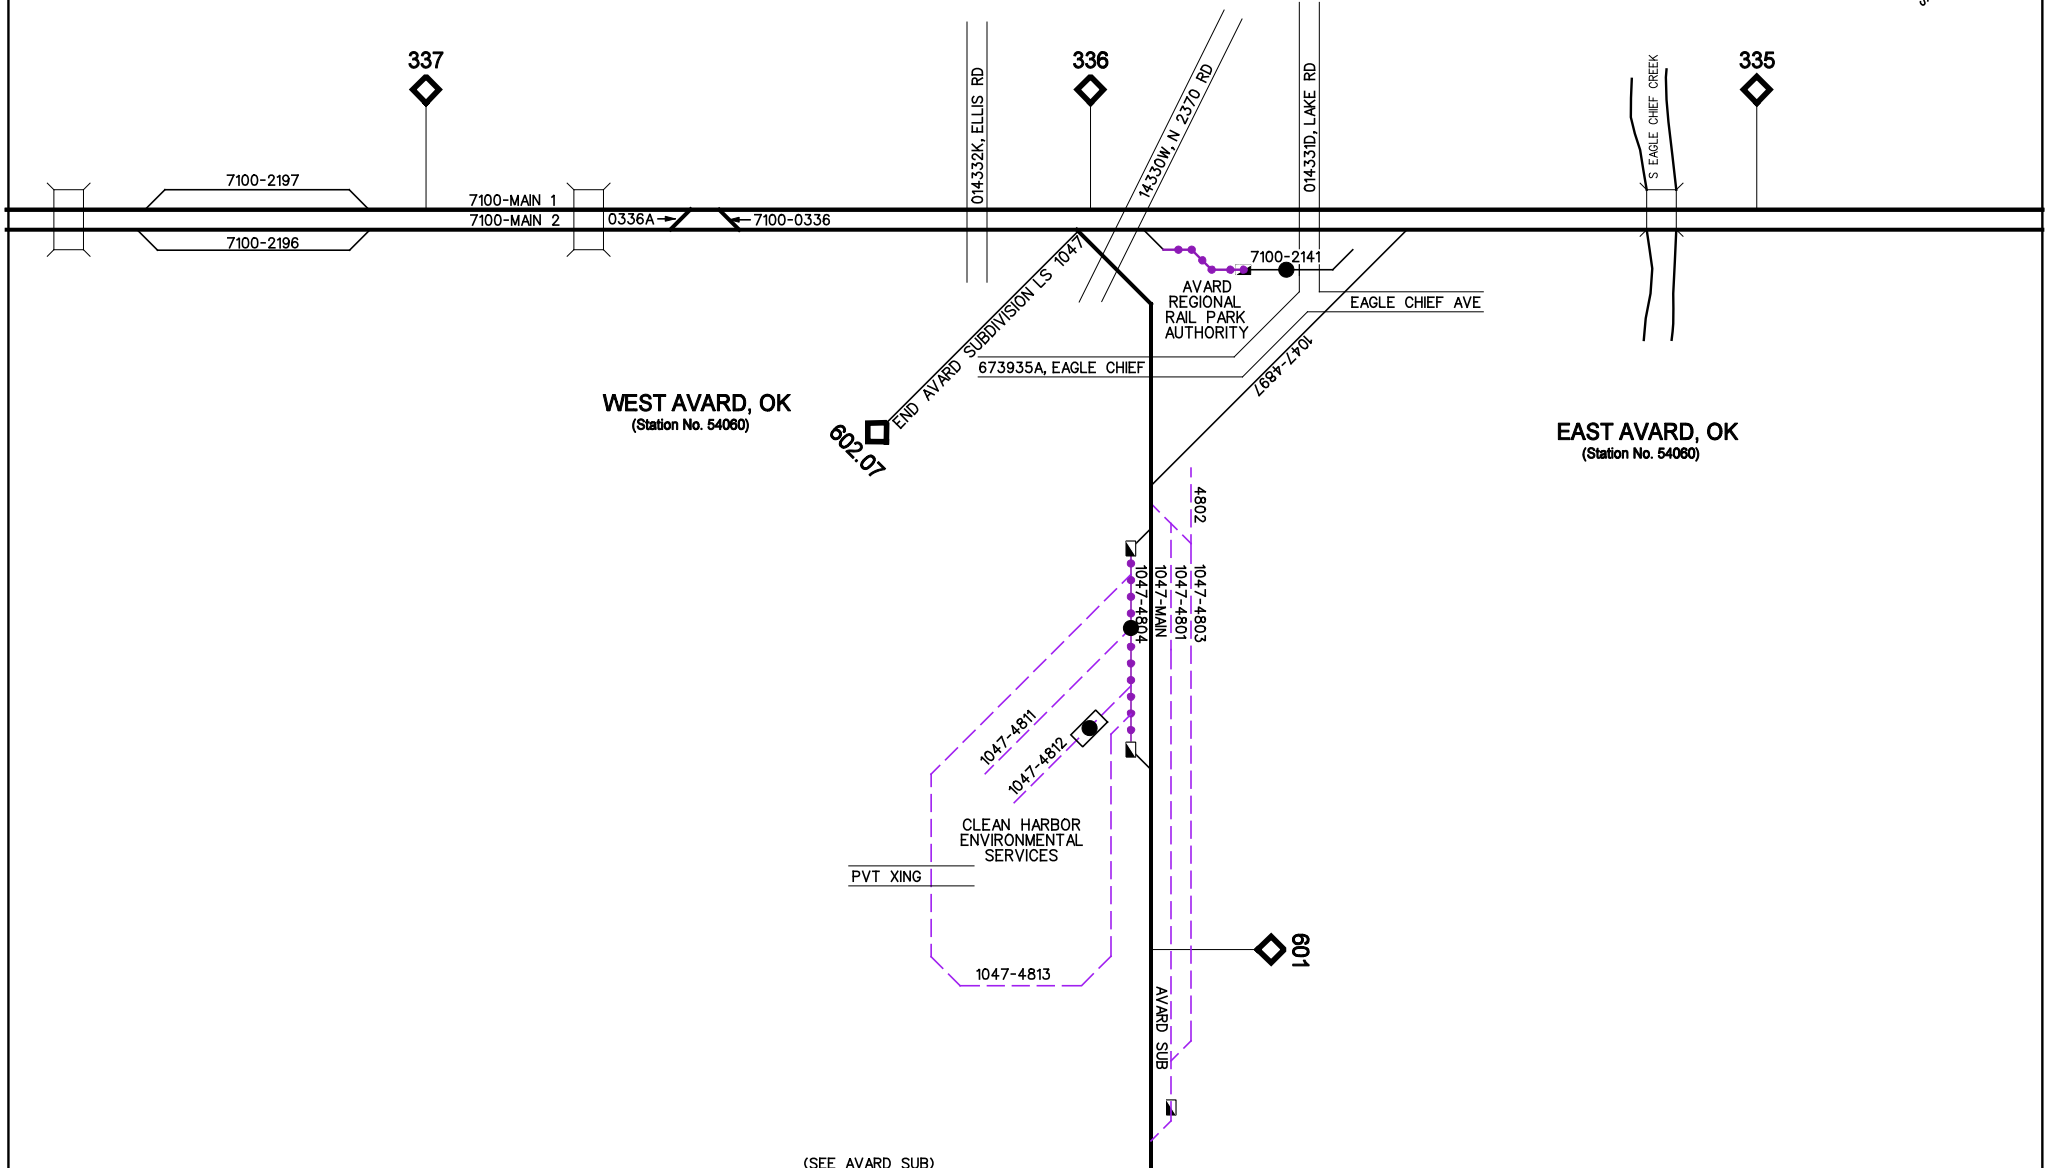 337
336
335
014332K, ELLIS RD
14330W, N 2370 RD
014331D, LAKE RD
S EAGLE CHIEF CREEK
7100-2197
7100-MAIN 1
7100-MAIN 2
0336A
7100-0336
7100-2196
7100-2141
AVARD
REGIONAL
RAIL PARK
AUTHORITY
EAGLE CHIEF AVE
END AVARD SUBDIVISION LS 1047
673935A, EAGLE CHIEF
1047-4897
WEST AVARD, OK
(Station No. 54060)
602.07
EAST AVARD, OK
(Station No. 54060)
4802
1047-4804
1047-MAIN
1047-4801
1047-4803
1047-4811
1047-4812
CLEAN HARBOR
ENVIRONMENTAL
SERVICES
PVT XING
601
1047-4813
AVARD SUB
(SEE AVARD SUB)